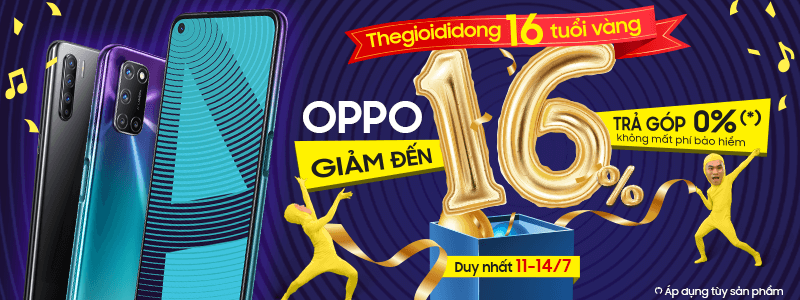 Thegioididong 16 tuổi vàng
OPPO
GIẢM ĐẾN
16%
TRẢ GÓP 0% (*)
không mất phí bảo hiểm
Duy nhất 11-14/7
Áp dụng tùy sản phẩm